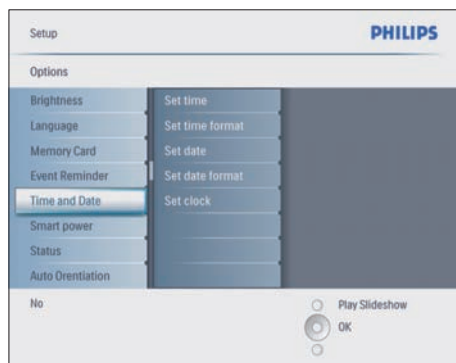 Setup
PHILIPS
Options
Brightness
Set time
Language
Set time format
Memory Card
Set date
Event Reminder
Set date format
Time and Date
Set clock
Smart power
Status
Auto Orentiation
No
Play Slideshow
OK